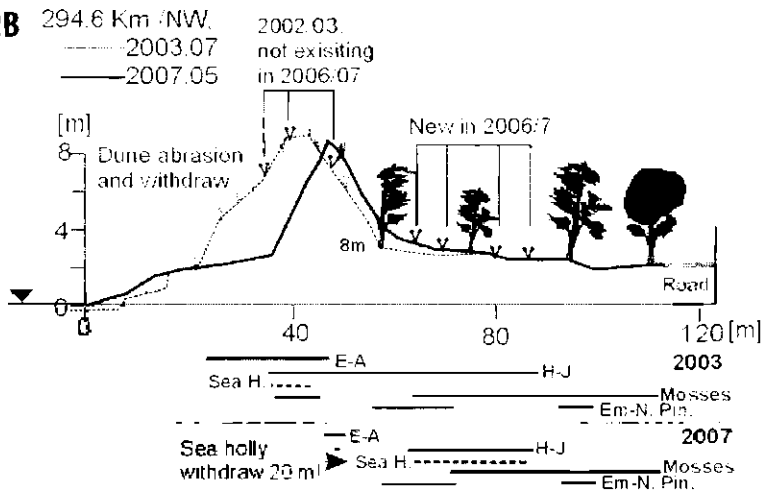 2B 294.6 Km /NW.
2003.07
2007.05
2002.03.
not exisiting
in 2006/07
[m]
8
Dune abrasion
and withdraw
New in 2006/7
4
8m
0
Road
0 40 80 120 [m]
E-A 2003
H-J
Sea H.
Mosses
Em-N. Pin.
E-A 2007
Sea holly
withdraw 20 m
H-J
Sea H.
Mosses
Em-N. Pin.